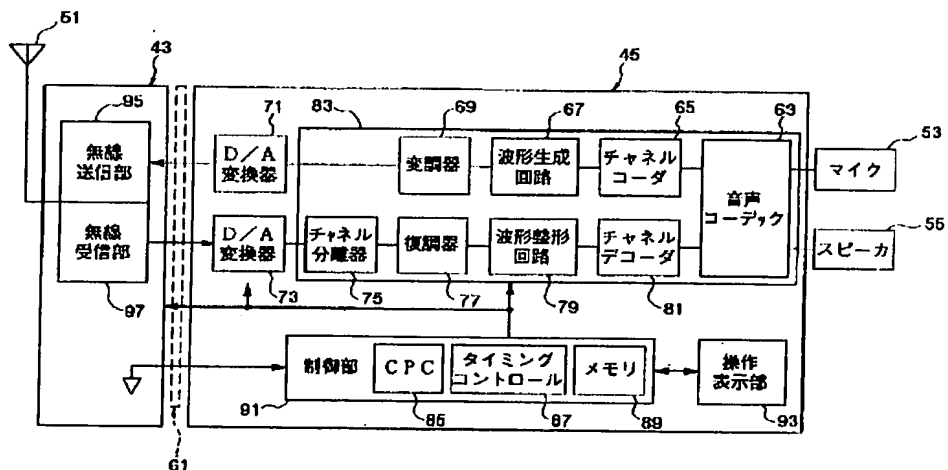 51
43
45
95
71
83
69
67
65
63
53
無線
送信部
D/A
変換器
変調器
波形生成
回路
チャネル
コーダ
音声
コーデック
マイク
無線
受信部
D/A
変換器
チャネル
分離器
復調器
波形整形
回路
チャネル
デコーダ
55
スピーカ
97
73
75
77
79
81
制御部
CPC
タイミング
コントロール
メモリ
操作
表示部
91
85
87
89
93
61